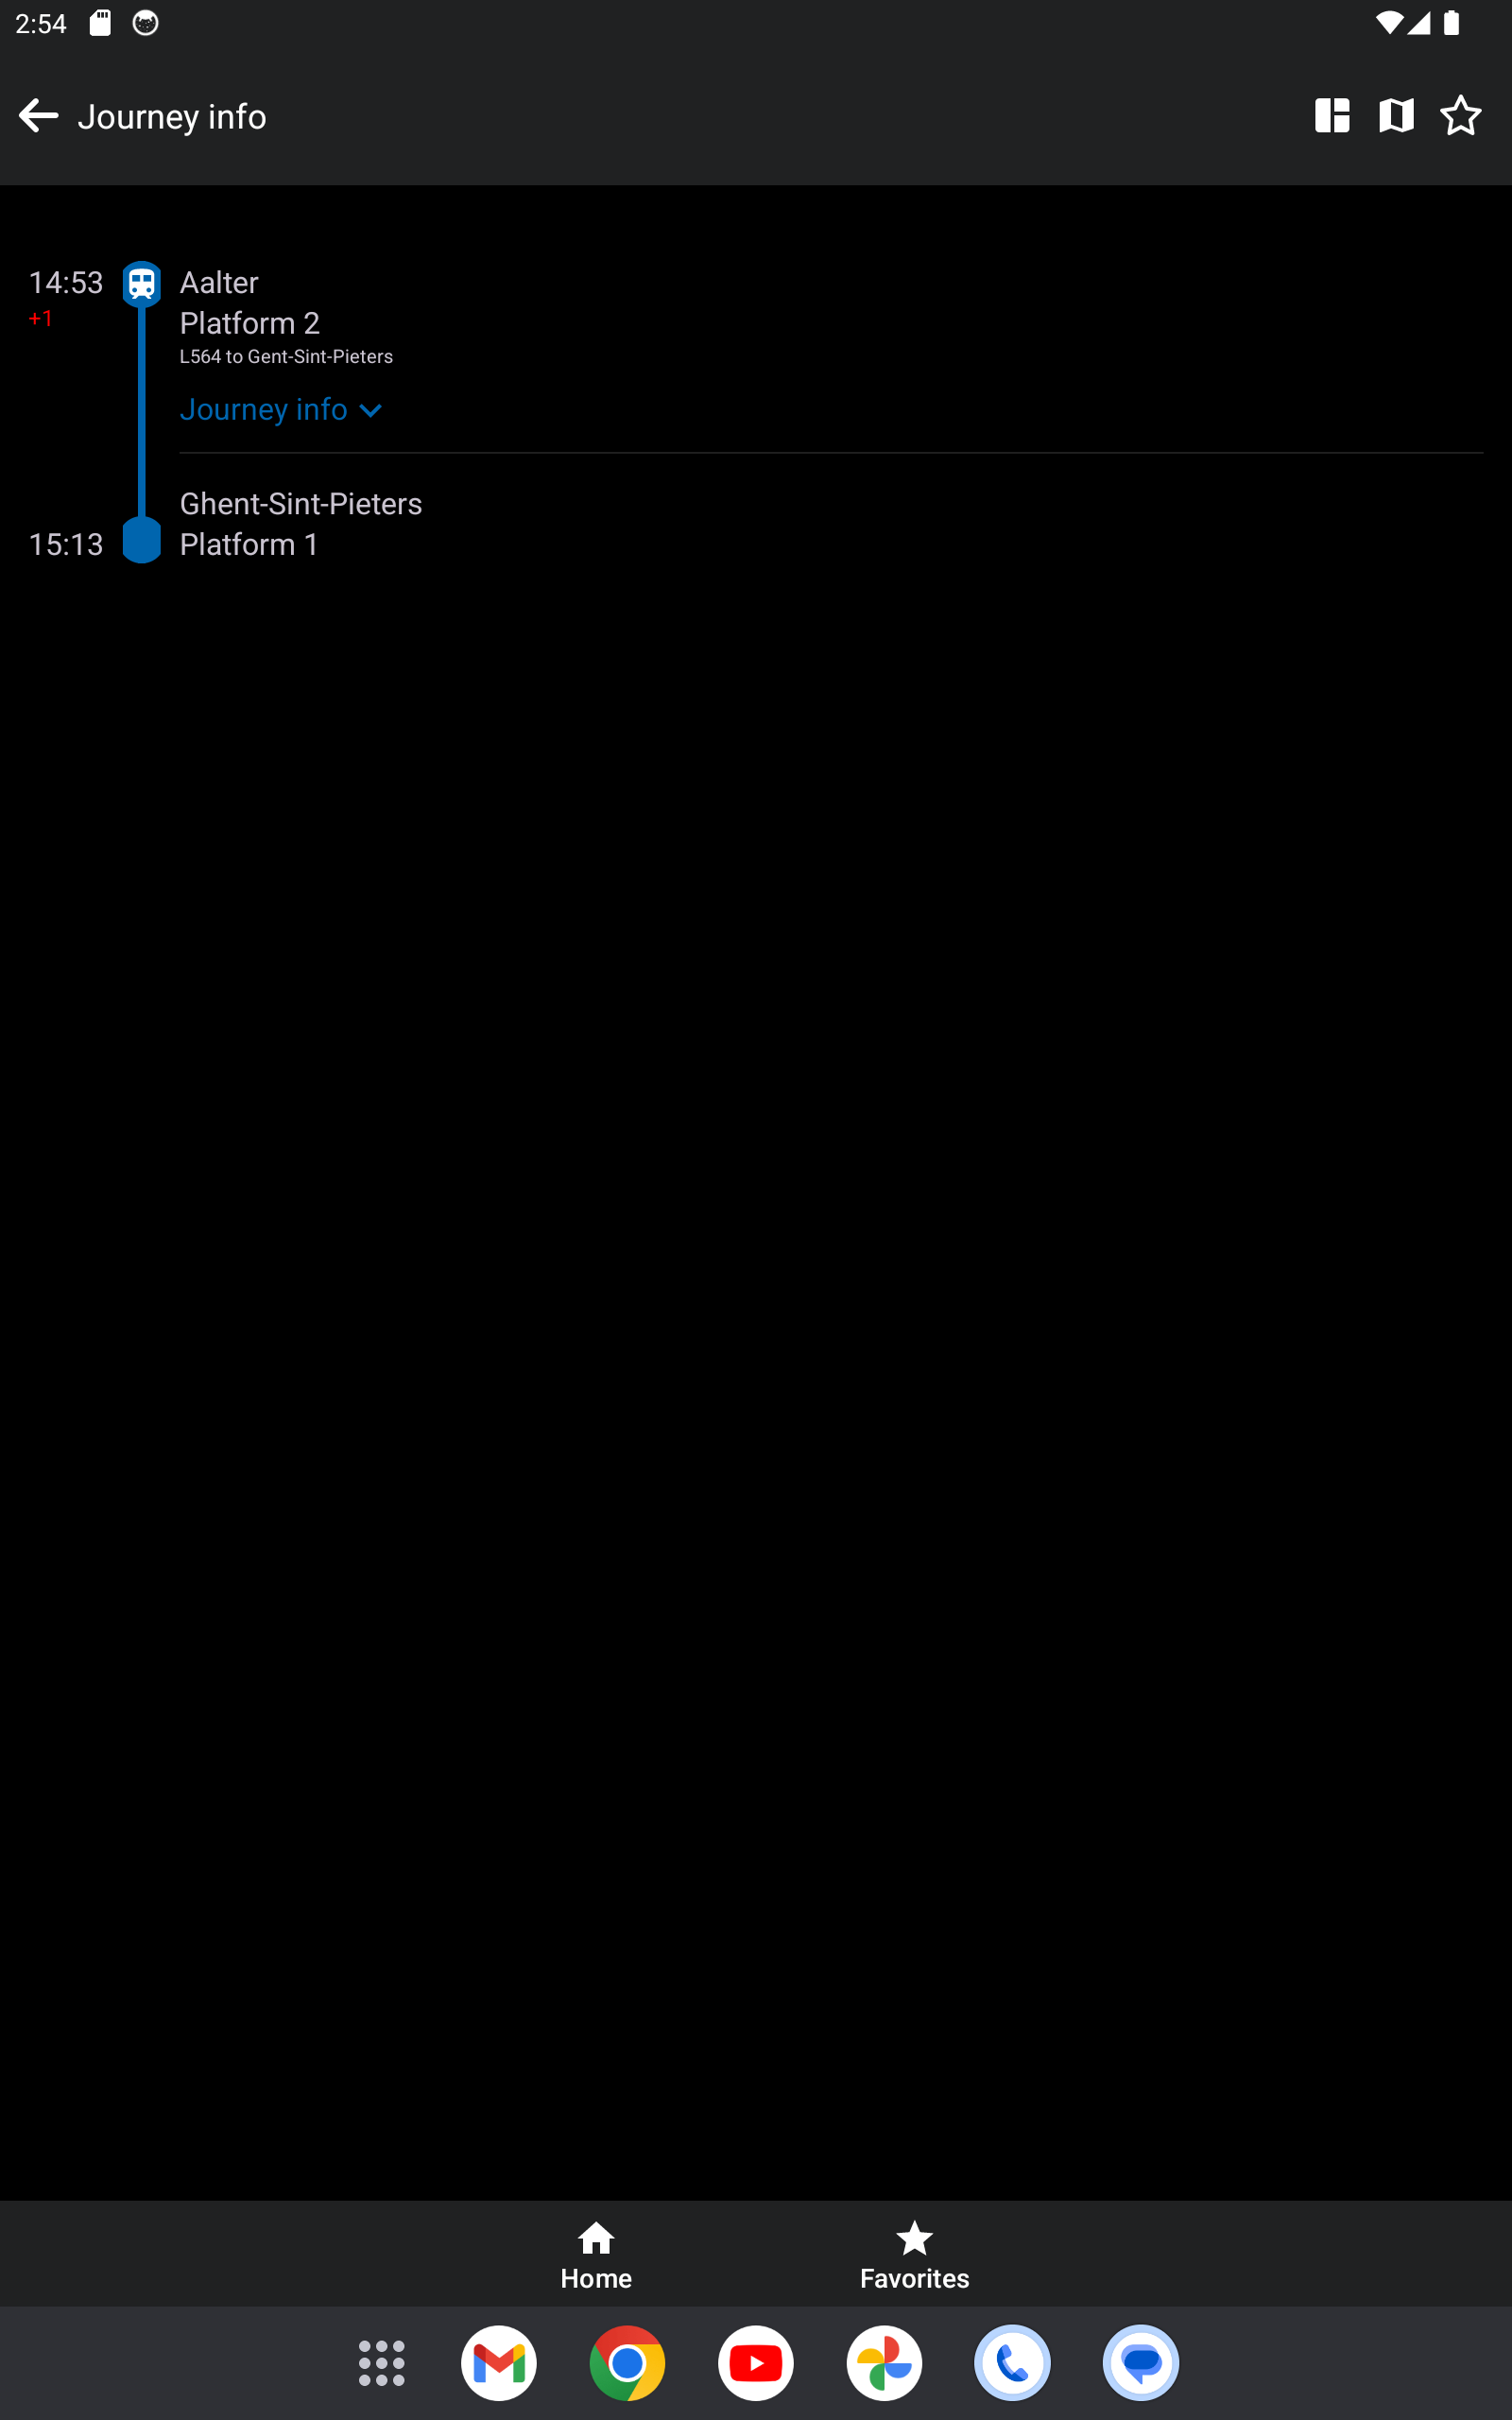 2:54
Journey info
14:53
+1
Aalter
Platform 2
L564 to Gent-Sint-Pieters
Journey info
Ghent-Sint-Pieters
15:13
Platform 1
Home
Favorites